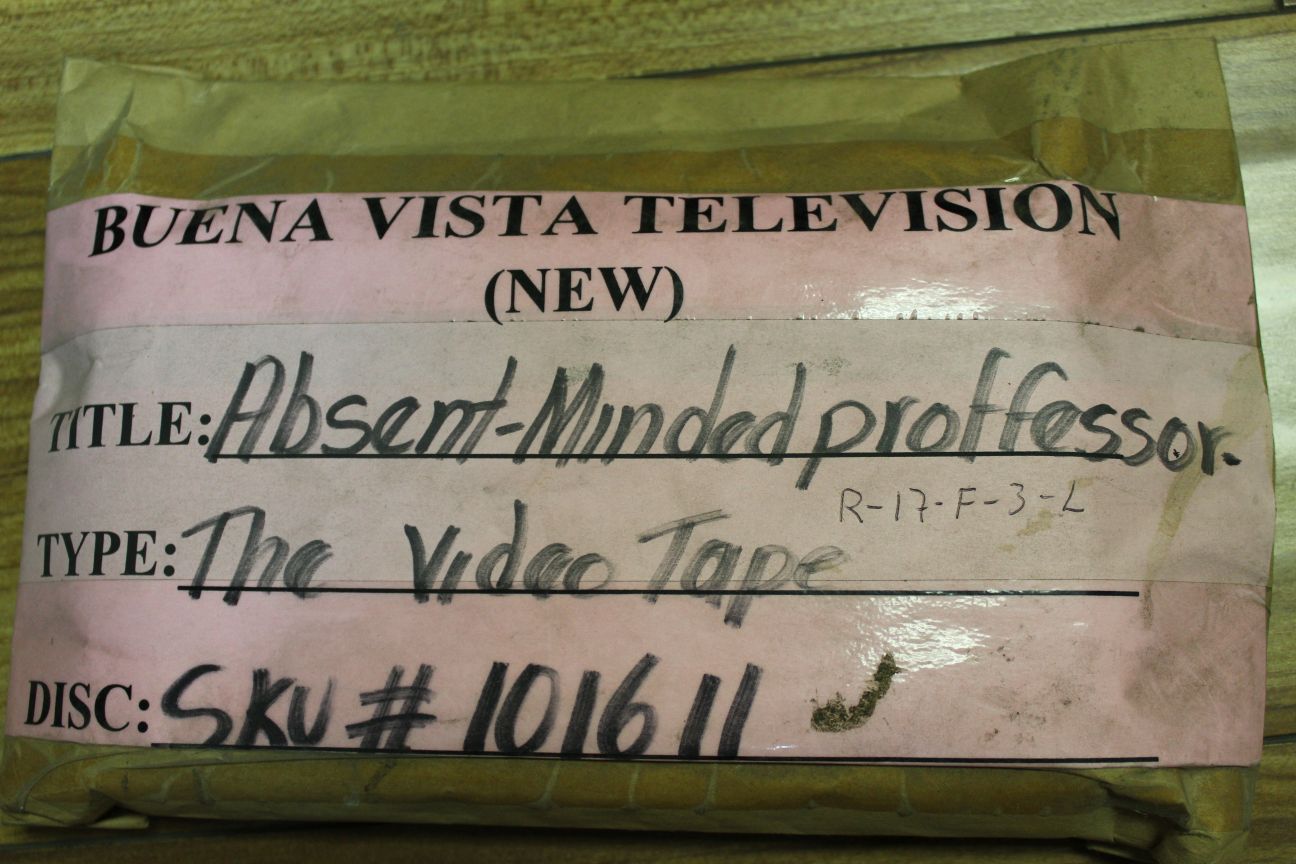 BUENA VISTA TELEVISION
(NEW)
TITLE: Absent-Minded proffessor.
R-17-F-3-L
TYPE: The Video Tape
DISC: SKU # 101611